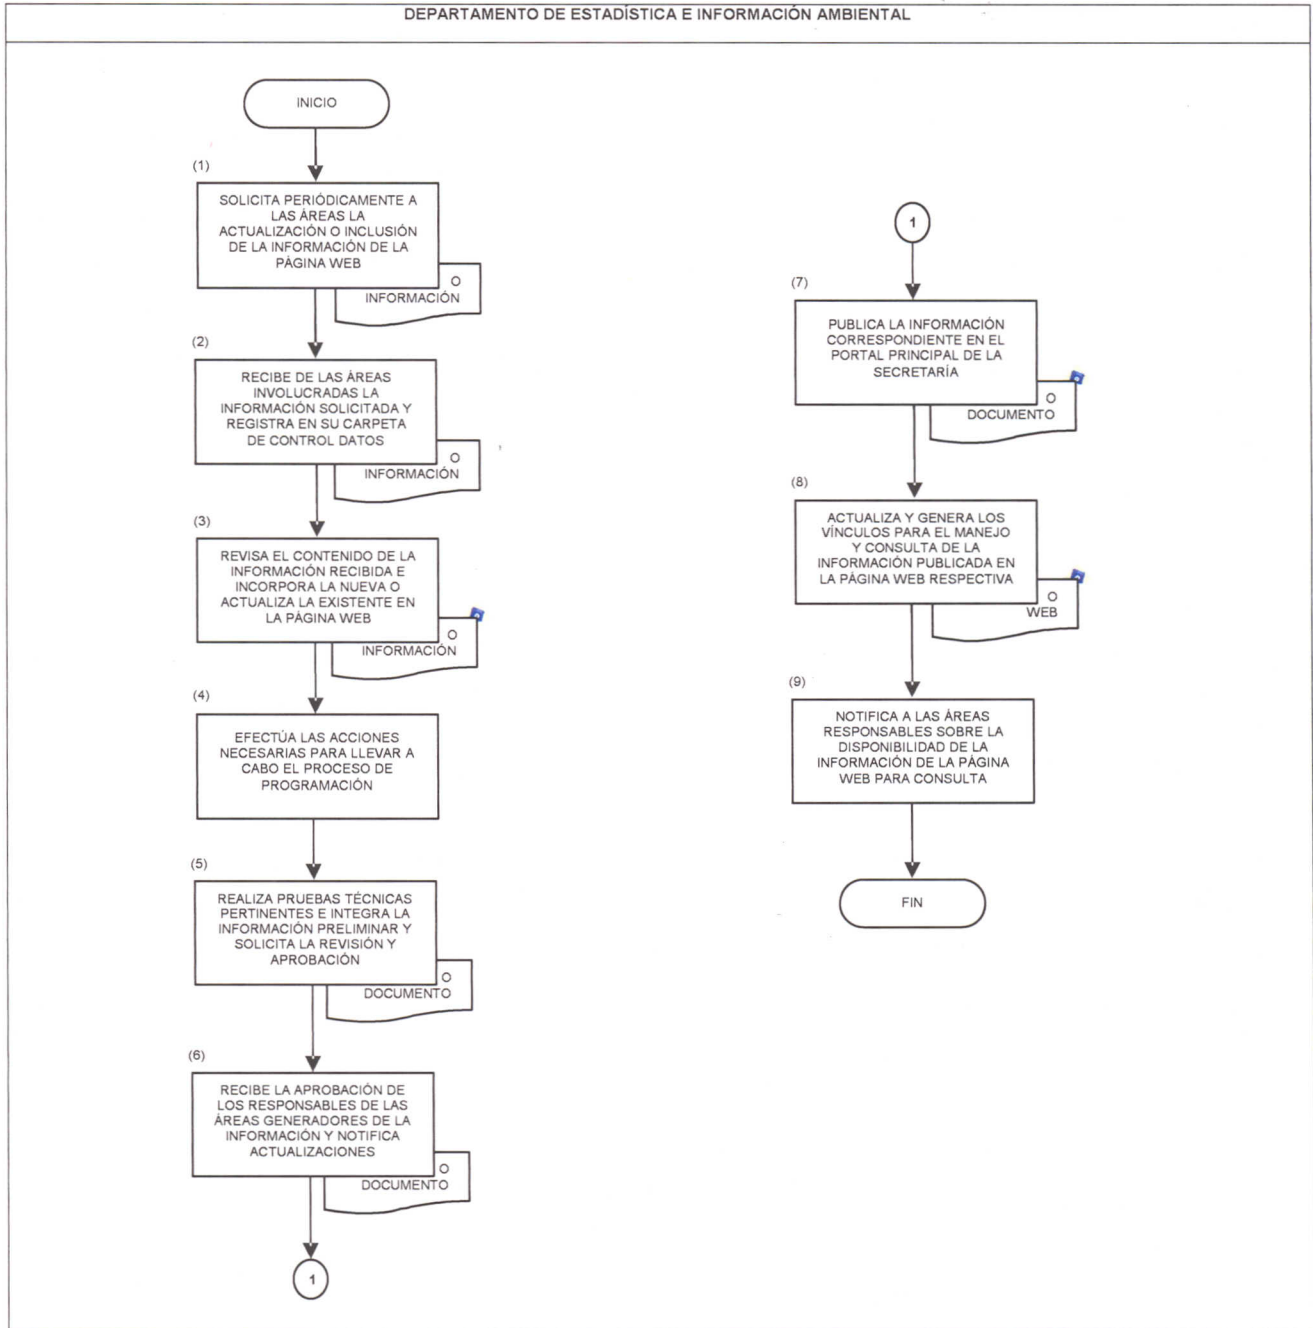 DEPARTAMENTO DE ESTADÍSTICA E INFORMACIÓN AMBIENTAL
INICIO
(1)
SOLICITA PERIÓDICAMENTE A
LAS ÁREAS LA
ACTUALIZACIÓN O INCLUSIÓN
DE LA INFORMACIÓN DE LA
PÁGINA WEB
O
INFORMACIÓN
(2)
RECIBE DE LAS ÁREAS
INVOLUCRADAS LA
INFORMACIÓN SOLICITADA Y
REGISTRA EN SU CARPETA
DE CONTROL DATOS
O
INFORMACIÓN
(3)
REVISA EL CONTENIDO DE LA
INFORMACIÓN RECIBIDA E
INCORPORA LA NUEVA O
ACTUALIZA LA EXISTENTE EN
LA PÁGINA WEB
O
INFORMACIÓN
(4)
EFECTÚA LAS ACCIONES
NECESARIAS PARA LLEVAR A
CABO EL PROCESO DE
PROGRAMACIÓN
(5)
REALIZA PRUEBAS TÉCNICAS
PERTINENTES E INTEGRA LA
INFORMACIÓN PRELIMINAR Y
SOLICITA LA REVISIÓN Y
APROBACIÓN
O
DOCUMENTO
(6)
RECIBE LA APROBACIÓN DE
LOS RESPONSABLES DE LAS
ÁREAS GENERADORES DE LA
INFORMACIÓN Y NOTIFICA
ACTUALIZACIONES
O
DOCUMENTO
1
1
(7)
PUBLICA LA INFORMACIÓN
CORRESPONDIENTE EN EL
PORTAL PRINCIPAL DE LA
SECRETARÍA
O
DOCUMENTO
(8)
ACTUALIZA Y GENERA LOS
VÍNCULOS PARA EL MANEJO
Y CONSULTA DE LA
INFORMACIÓN PUBLICADA EN
LA PÁGINA WEB RESPECTIVA
O
WEB
(9)
NOTIFICA A LAS ÁREAS
RESPONSABLES SOBRE LA
DISPONIBILIDAD DE LA
INFORMACIÓN DE LA PÁGINA
WEB PARA CONSULTA
FIN